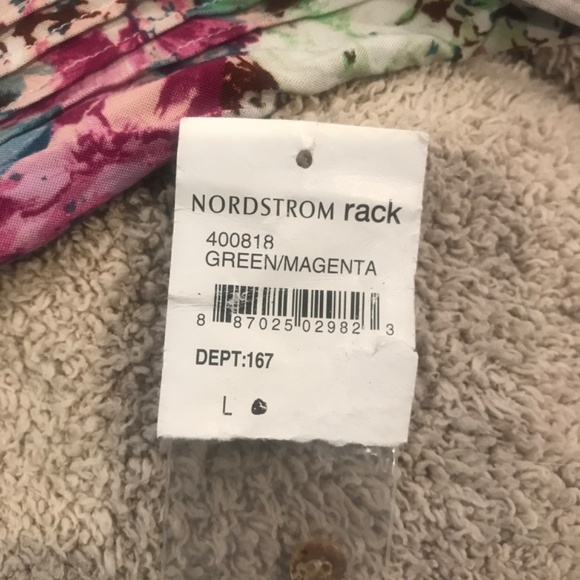 NORDSTROM rack
400818
GREEN/MAGENTA
8 87025 02982 3
DEPT:167
L